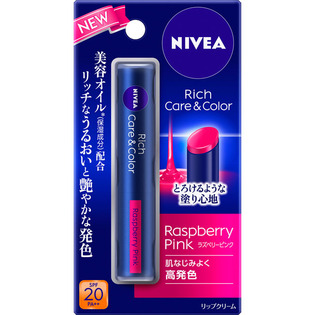 NEW
NIVEA
Rich
Care & Color
美容オイル
(保湿成分)
配合
リッチなうるおいと艶やかな発色
NIVEA
Rich
Care & Color
Raspberry Pink
とろけるような
塗り心地
Raspberry
Pink ラズベリーピンク
肌なじみよく
高発色
SPF
20
PA++
リップクリーム